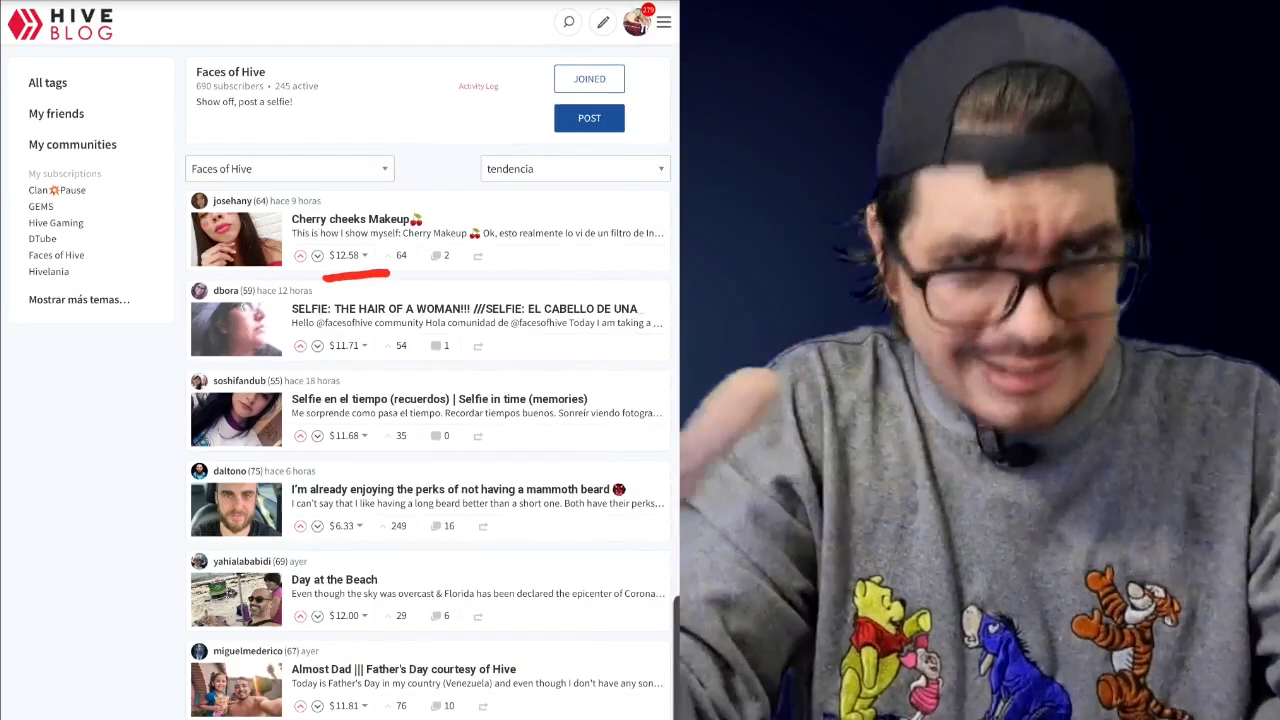 HIVE
BLOG
279
All tags
My friends
My communities
My subscriptions
Clan💥Pause
GEMS
Hive Gaming
DTube
Faces of Hive
Hivelania
Mostrar más temas...
Faces of Hive
690 subscribers • 245 active
Show off, post a selfie!
Activity Log
JOINED
POST
Faces of Hive
tendencia
josehany (64) hace 9 horas
Cherry cheeks Makeup🍒
This is how I show myself: Cherry Makeup 🍒 Ok, esto realmente lo vi de un filtro de In...
$12.58 64 2
dbora (59) hace 12 horas
SELFIE: THE HAIR OF A WOMAN!!! ///SELFIE: EL CABELLO DE UNA...
Hello @facesofhive community Hola comunidad de @facesofhive Today I am taking a ...
$11.71 54 1
soshifandub (55) hace 18 horas
Selfie en el tiempo (recuerdos) | Selfie in time (memories)
Me sorprende como pasa el tiempo. Recordar tiempos buenos. Sonreír viendo fotogra...
$11.68 35 0
daltono (75) hace 6 horas
I'm already enjoying the perks of not having a mammoth beard 👹
I can't say that I like having a long beard better than a short one. Both have their perks...
$6.33 249 16
yahialababidi (69) ayer
Day at the Beach
Even though the sky was overcast & Florida has been declared the epicenter of Corona...
$12.00 29 6
miguelmederico (67) ayer
Almost Dad ||| Father's Day courtesy of Hive
Today is Father's Day in my country (Venezuela) and even though I don't have any son...
$11.81 76 10